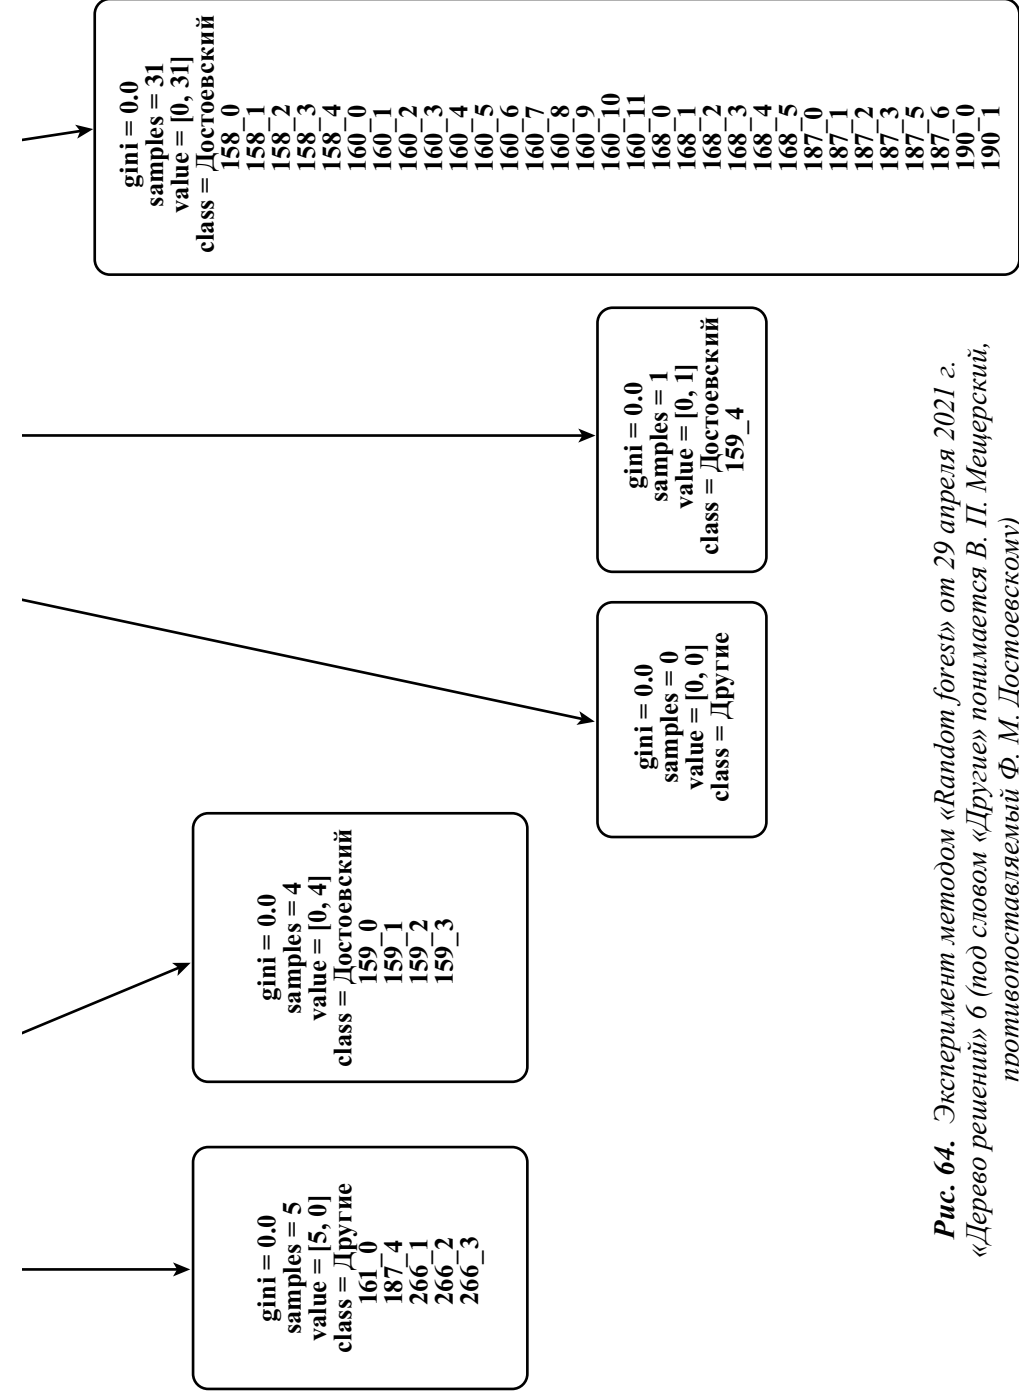 gini = 0.0
samples = 5
value = [5, 0]
class = Другие
161_0
187_4
266_1
266_2
266_3
gini = 0.0
samples = 4
value = [0, 4]
class = Достоевский
159_0
159_1
159_2
159_3
gini = 0.0
samples = 0
value = [0, 0]
class = Другие
gini = 0.0
samples = 1
value = [0, 1]
class = Достоевский
159_4
gini = 0.0
samples = 31
value = [0, 31]
class = Достоевский
158_0
158_1
158_2
158_3
158_4
160_0
160_1
160_2
160_3
160_4
160_5
160_6
160_7
160_8
160_9
160_10
160_11
168_0
168_1
168_2
168_3
168_4
168_5
187_0
187_1
187_2
187_3
187_5
187_6
190_0
190_1
Рис. 64. Эксперимент методом «Random forest» от 29 апреля 2021 г.
«Дерево решений» 6 (под словом «Другие» понимается В. П. Мещерский,
противопоставляемый Ф. М. Достоевскому)